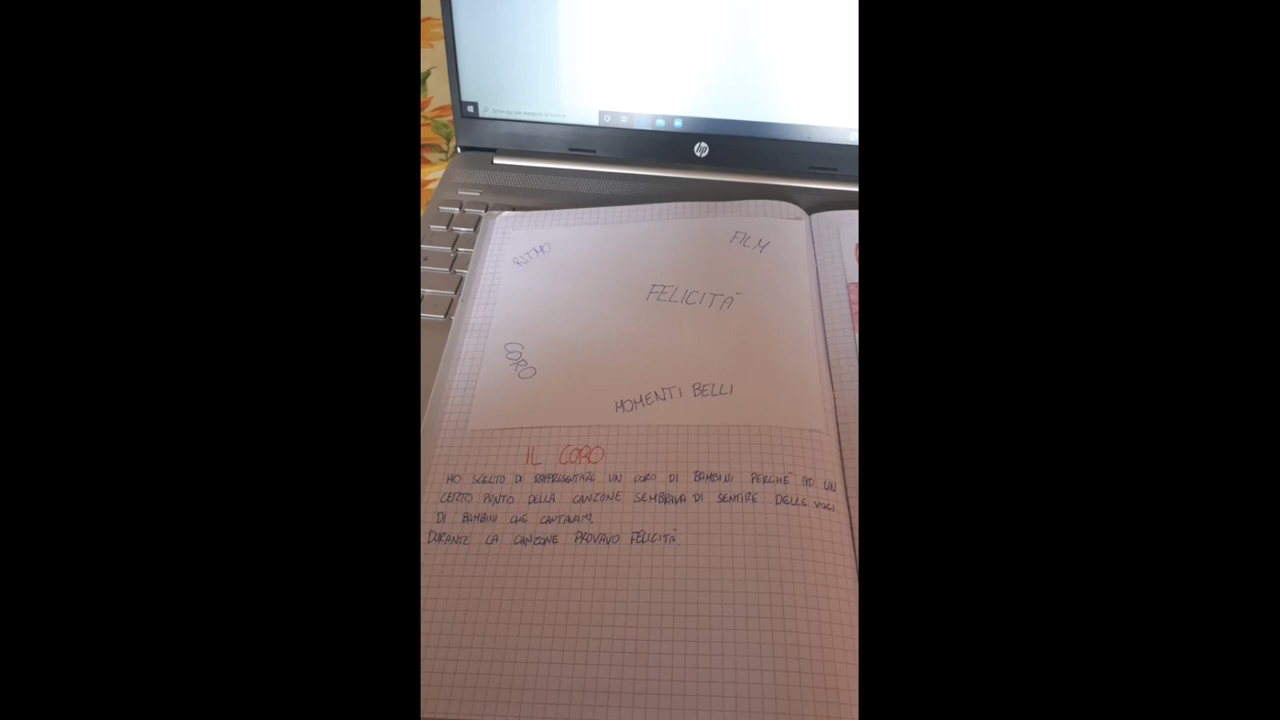 hp
RITMO
FILM
FELICITÀ
CORO
MOMENTI BELLI
IL CORO
HO SCELTO DI RAPPRESENTARE UN CORO DI BAMBINI PERCHÉ AD UN
CERTO PUNTO DELLA CANZONE SEMBRAVA DI SENTIRE DELLE VOCI
DI BAMBINI CHE CANTAVANO.
DURANTE LA CANZONE PROVAVO FELICITÀ.